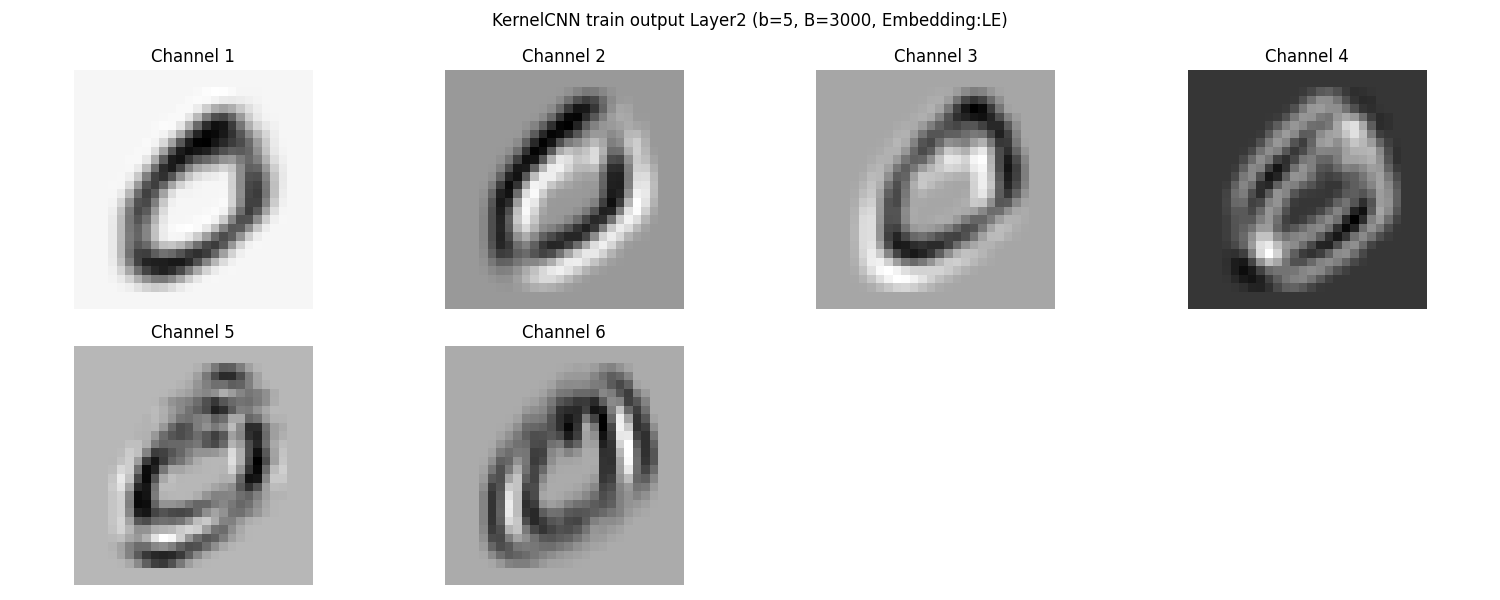 KernelCNN train output Layer2 (b=5, B=3000, Embedding:LE)
Channel 1
Channel 2
Channel 3
Channel 4
Channel 5
Channel 6